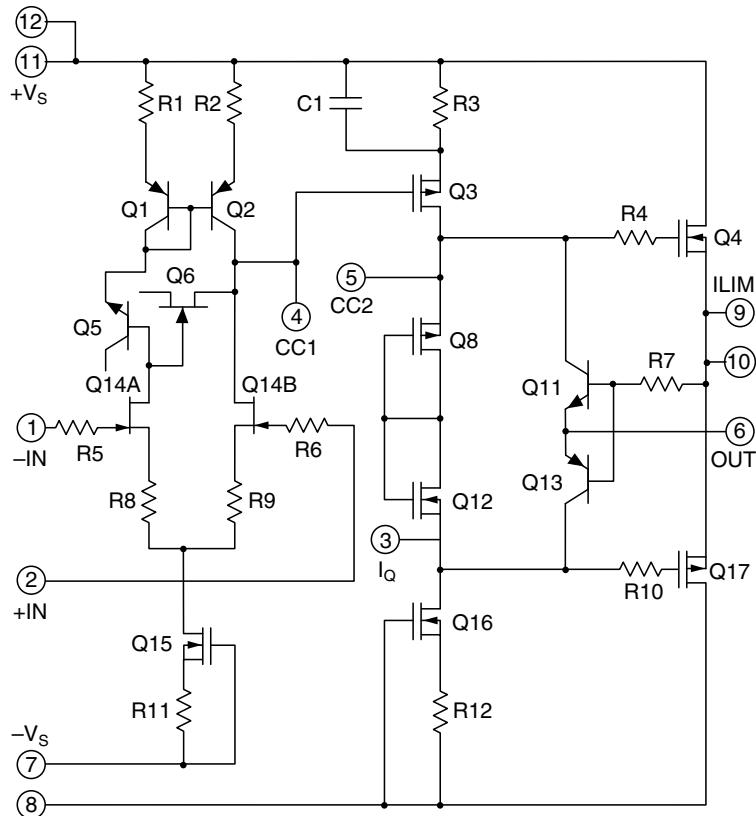 12
11
+VS
R1
R2
C1
R3
Q1
Q2
Q3
R4
Q4
Q6
5
CC2
ILIM
9
4
CC1
Q5
Q8
10
Q14A
Q14B
Q11
R7
1
–IN
R5
R6
6
OUT
Q13
R8
R9
Q12
3
IQ
2
+IN
R10
Q17
Q15
Q16
R11
R12
–VS
7
8